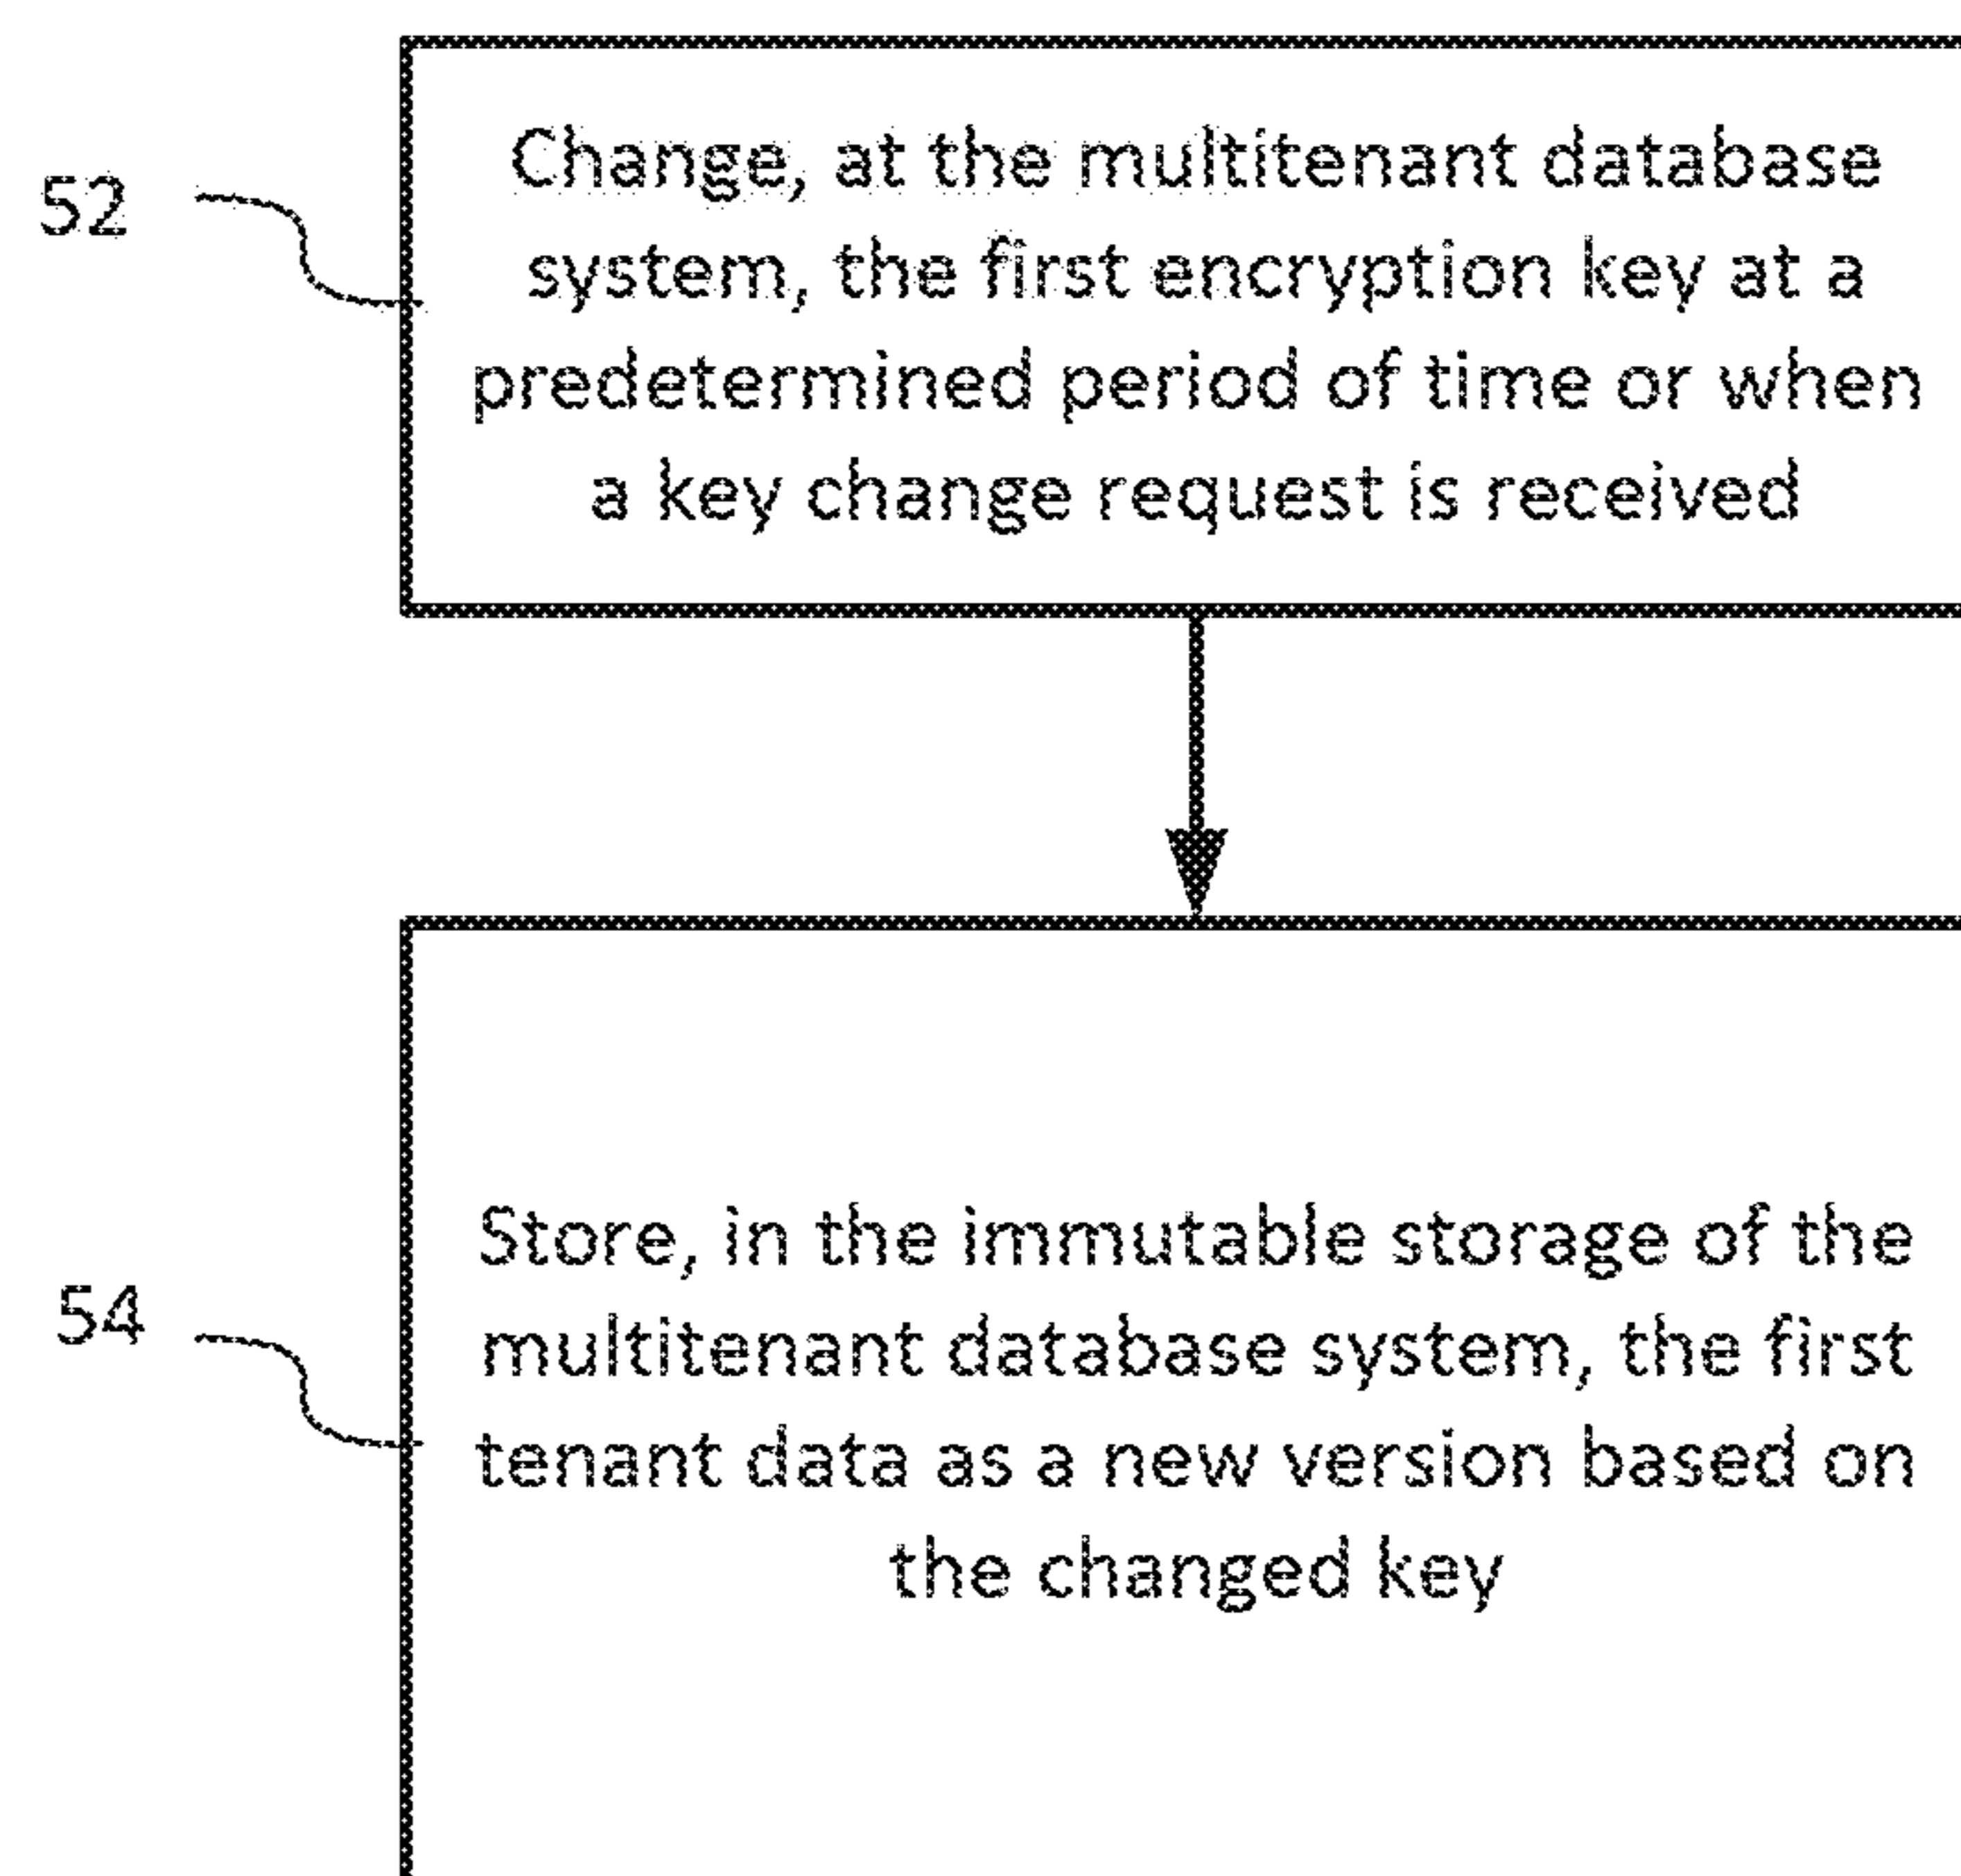 52
Change, at the multitenant database
system, the first encryption key at a
predetermined period of time or when
a key change request is received
54
Store, in the immutable storage of the
multitenant database system, the first
tenant data as a new version based on
the changed key